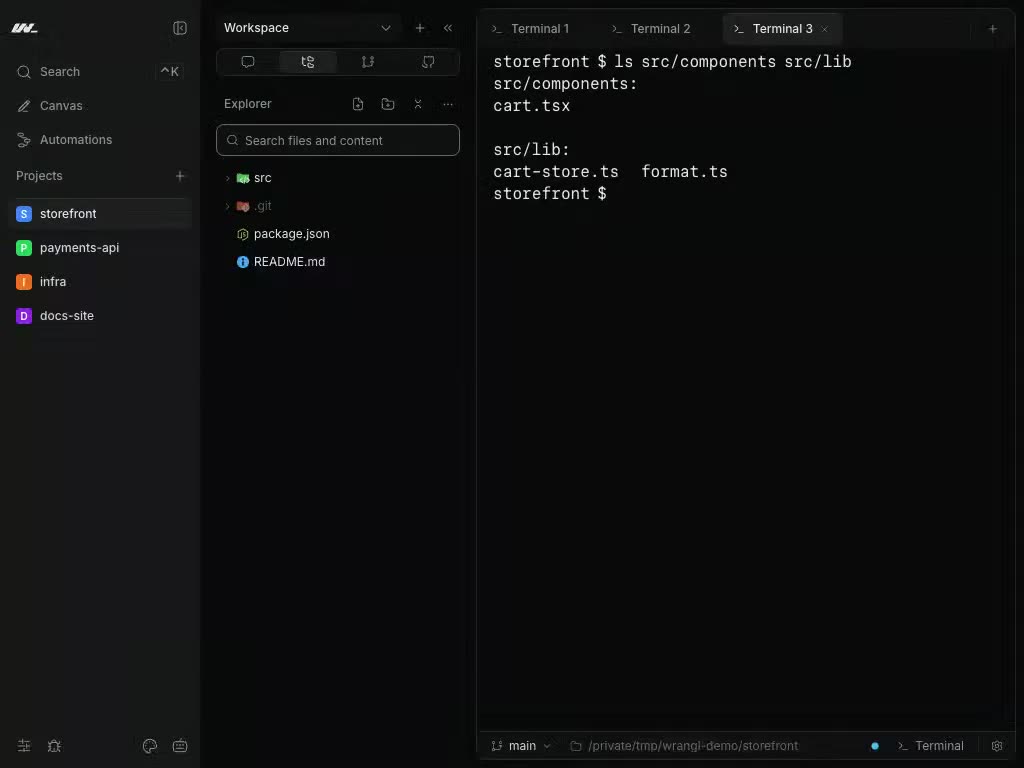 Search
^K
Canvas
Automations
Projects
S storefront
P payments-api
I infra
D docs-site
Workspace
Explorer
Search files and content
src
.git
package.json
README.md
Terminal 1
Terminal 2
Terminal 3
storefront $ ls src/components src/lib
src/components:
cart.tsx
src/lib:
cart-store.ts format.ts
storefront $
main
/private/tmp/wrangl-demo/storefront
Terminal